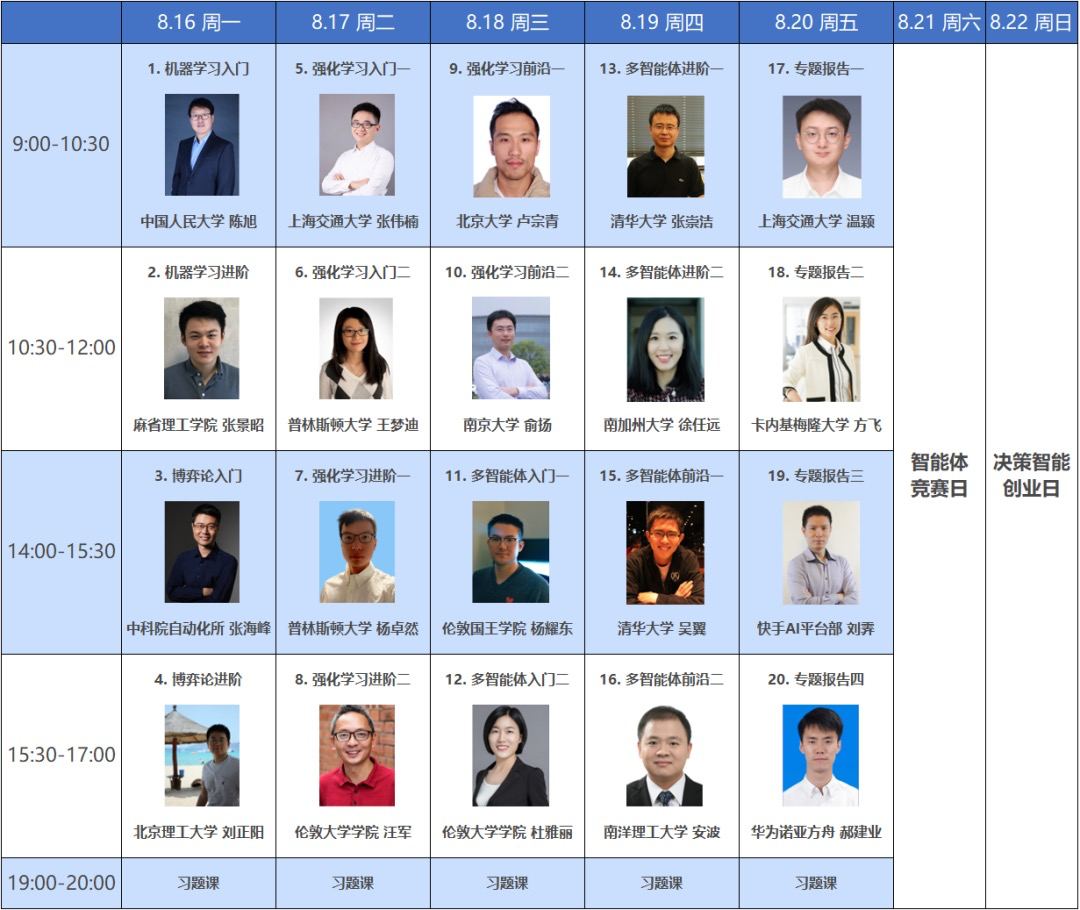 8.16 周一
8.17 周二
8.18 周三
8.19 周四
8.20 周五
8.21 周六
8.22 周日
9:00-10:30
1. 机器学习入门
中国人民大学 陈旭
5. 强化学习入门一
上海交通大学 张伟楠
9. 强化学习前沿一
北京大学 卢宗青
13. 多智能体进阶一
清华大学 张崇洁
17. 专题报告一
上海交通大学 温颖
10:30-12:00
2. 机器学习进阶
麻省理工学院 张景昭
6. 强化学习入门二
普林斯顿大学 王梦迪
10. 强化学习前沿二
南京大学 俞扬
14. 多智能体进阶二
南加州大学 徐任远
18. 专题报告二
卡内基梅隆大学 方飞
14:00-15:30
3. 博弈论入门
中科院自动化所 张海峰
7. 强化学习进阶一
普林斯顿大学 杨卓然
11. 多智能体入门一
伦敦国王学院 杨耀东
15. 多智能体前沿一
清华大学 吴翼
19. 专题报告三
快手AI平台部 刘霁
15:30-17:00
4. 博弈论进阶
北京理工大学 刘正阳
8. 强化学习进阶二
伦敦大学学院 汪军
12. 多智能体入门二
伦敦大学学院 杜雅丽
16. 多智能体前沿二
南洋理工大学 安波
20. 专题报告四
华为诺亚方舟 郝建业
19:00-20:00
习题课
习题课
习题课
习题课
习题课
智能体
竞赛日
决策智能
创业日